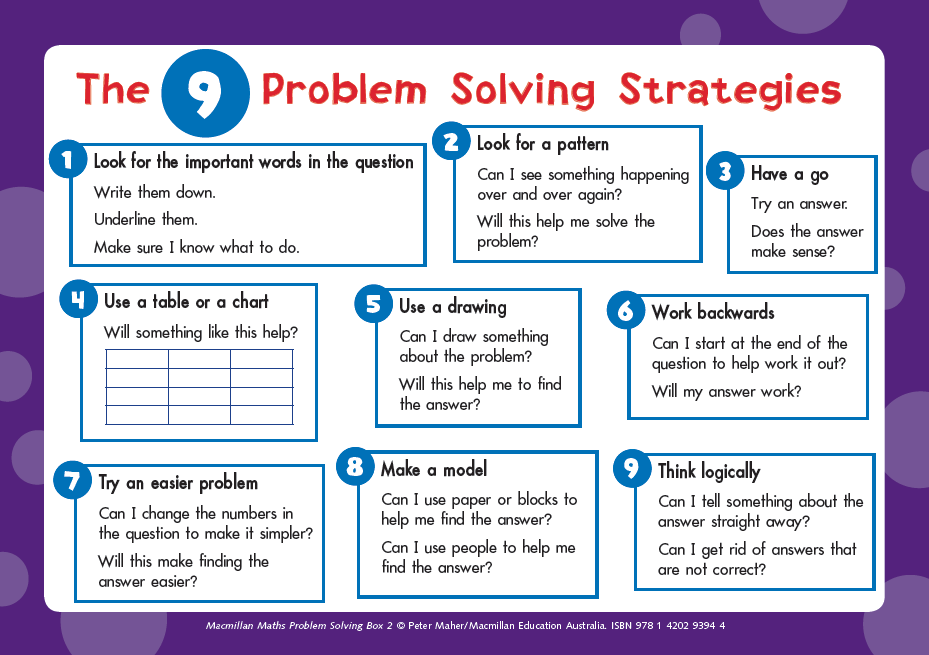 The 9 Problem Solving Strategies
1 Look for the important words in the question
Write them down.
Underline them.
Make sure I know what to do.
2 Look for a pattern
Can I see something happening
over and over again?
Will this help me solve the
problem?
3 Have a go
Try an answer.
Does the answer
make sense?
4 Use a table or a chart
Will something like this help?
5 Use a drawing
Can I draw something
about the problem?
Will this help me to find
the answer?
6 Work backwards
Can I start at the end of the
question to help work it out?
Will my answer work?
7 Try an easier problem
Can I change the numbers in
the question to make it simpler?
Will this make finding the
answer easier?
8 Make a model
Can I use paper or blocks to
help me find the answer?
Can I use people to help me
find the answer?
9 Think logically
Can I tell something about the
answer straight away?
Can I get rid of answers that
are not correct?
Macmillan Maths Problem Solving Box 2 © Peter Maher/Macmillan Education Australia. ISBN 978 1 4202 9394 4